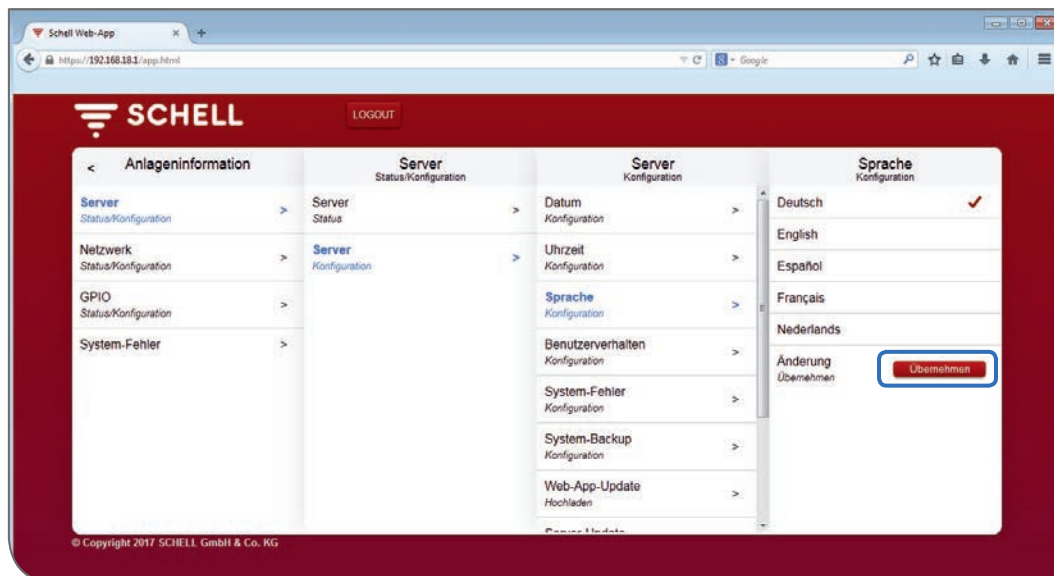 Schell Web-App
https://192.168.18.1/app.html
Google
SCHELL
LOGOUT
< Anlageninformation
Server
Status/Konfiguration
>
Netzwerk
Status/Konfiguration
>
GPIO
Status/Konfiguration
>
System-Fehler
>
Server
Status/Konfiguration
Server
Status
>
Server
Konfiguration
>
Server
Konfiguration
Datum
Konfiguration
>
Uhrzeit
Konfiguration
>
Sprache
Konfiguration
>
Benutzerverhalten
Konfiguration
>
System-Fehler
Konfiguration
>
System-Backup
Konfiguration
>
Web-App-Update
Hochladen
>
Server-Update
Sprache
Konfiguration
Deutsch
English
Español
Français
Nederlands
Änderung
Übernehmen
Übernehmen
© Copyright 2017 SCHELL GmbH & Co. KG